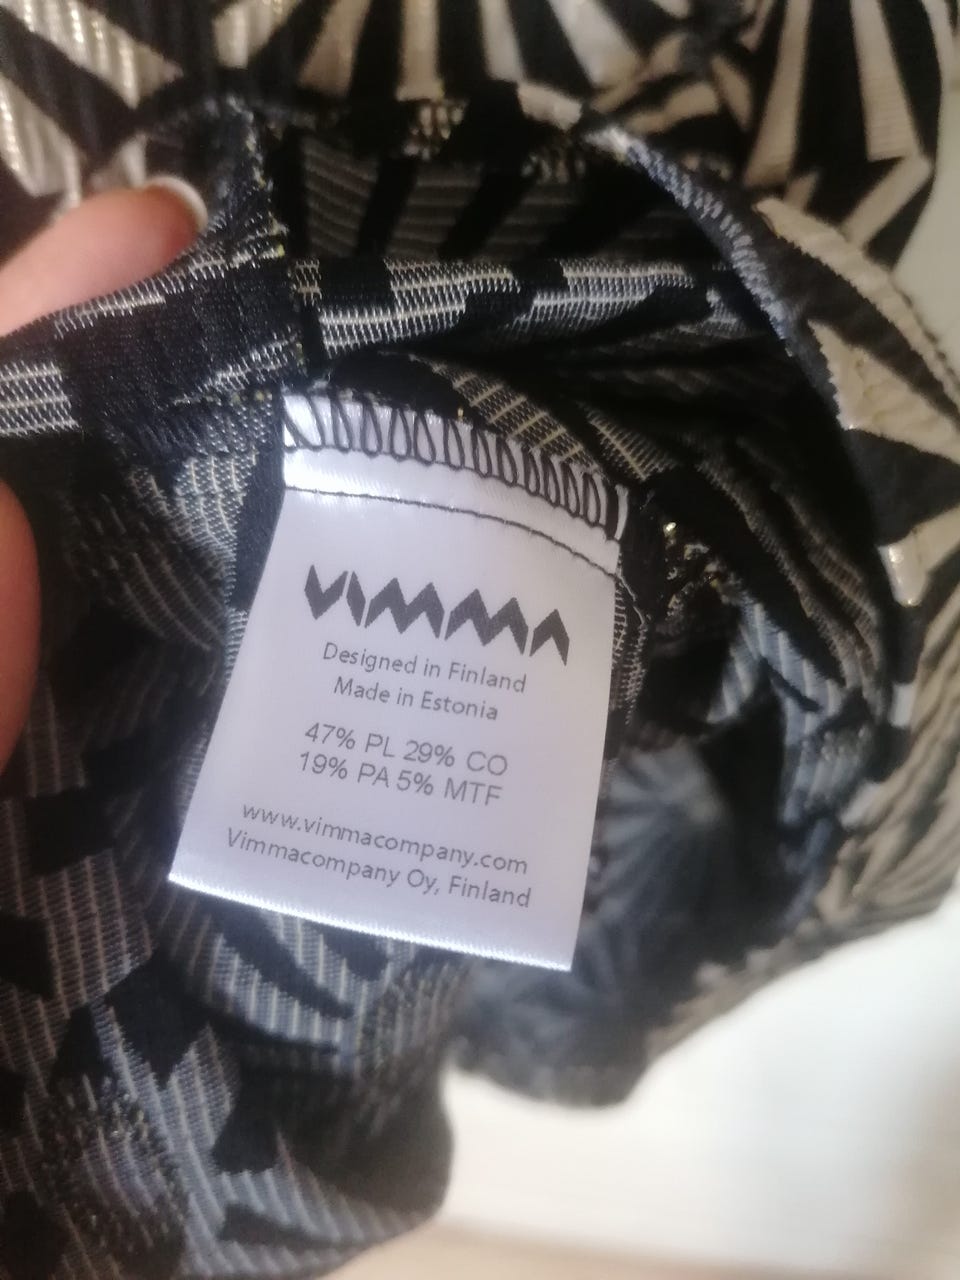 VIMMA
Designed in Finland
Made in Estonia
47% PL 29% CO
19% PA 5% MTF
www.vimmacompany.com
Vimmacompany Oy, Finland